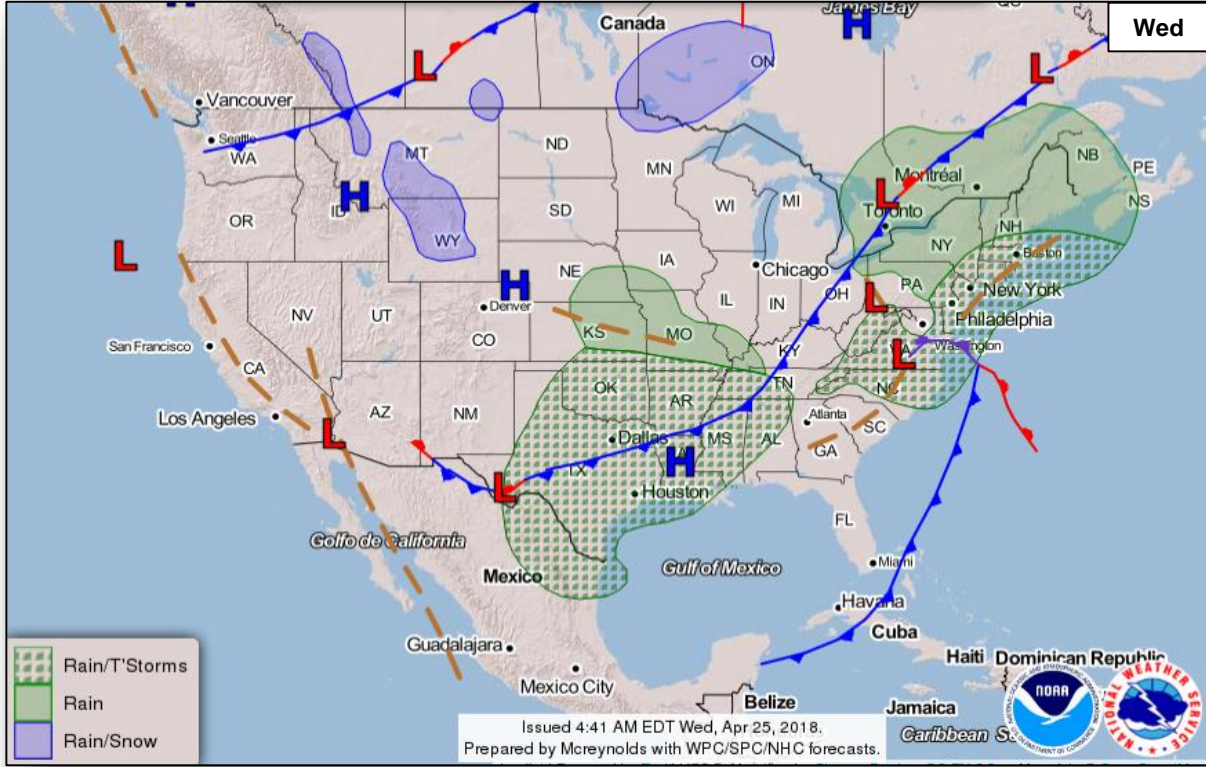 James Bay
QU
Wed
Canada
H
H
L
L
ON
Vancouver
Seattle
WA
MT
ND
MN
Montréal
NB
PE
NS
H
ID
OR
SD
WI
MI
L
Toronto
NH
NY
Boston
WY
L
IA
Chicago
H
NE
PA
New York
L
OH
IL
IN
Denver
NV
UT
CO
KS
MO
Philadelphia
San Francisco
CA
KY
L
VA
Washington
OK
TN
NC
AR
Los Angeles
AZ
NM
Atlanta
SC
L
Dallas
MS
AL
GA
H
LA
TX
L
Houston
FL
Golfo de California
Mexico
Gulf of Mexico
Miami
Havana
Cuba
Guadalajara
Mexico City
Haiti
Dominican Republic
Belize
Jamaica
Caribbean
Rain/T'Storms
Rain
Rain/Snow
Issued 4:41 AM EDT Wed, Apr 25, 2018.
Prepared by Mcreynolds with WPC/SPC/NHC forecasts.
NOAA
NATIONAL WEATHER SERVICE